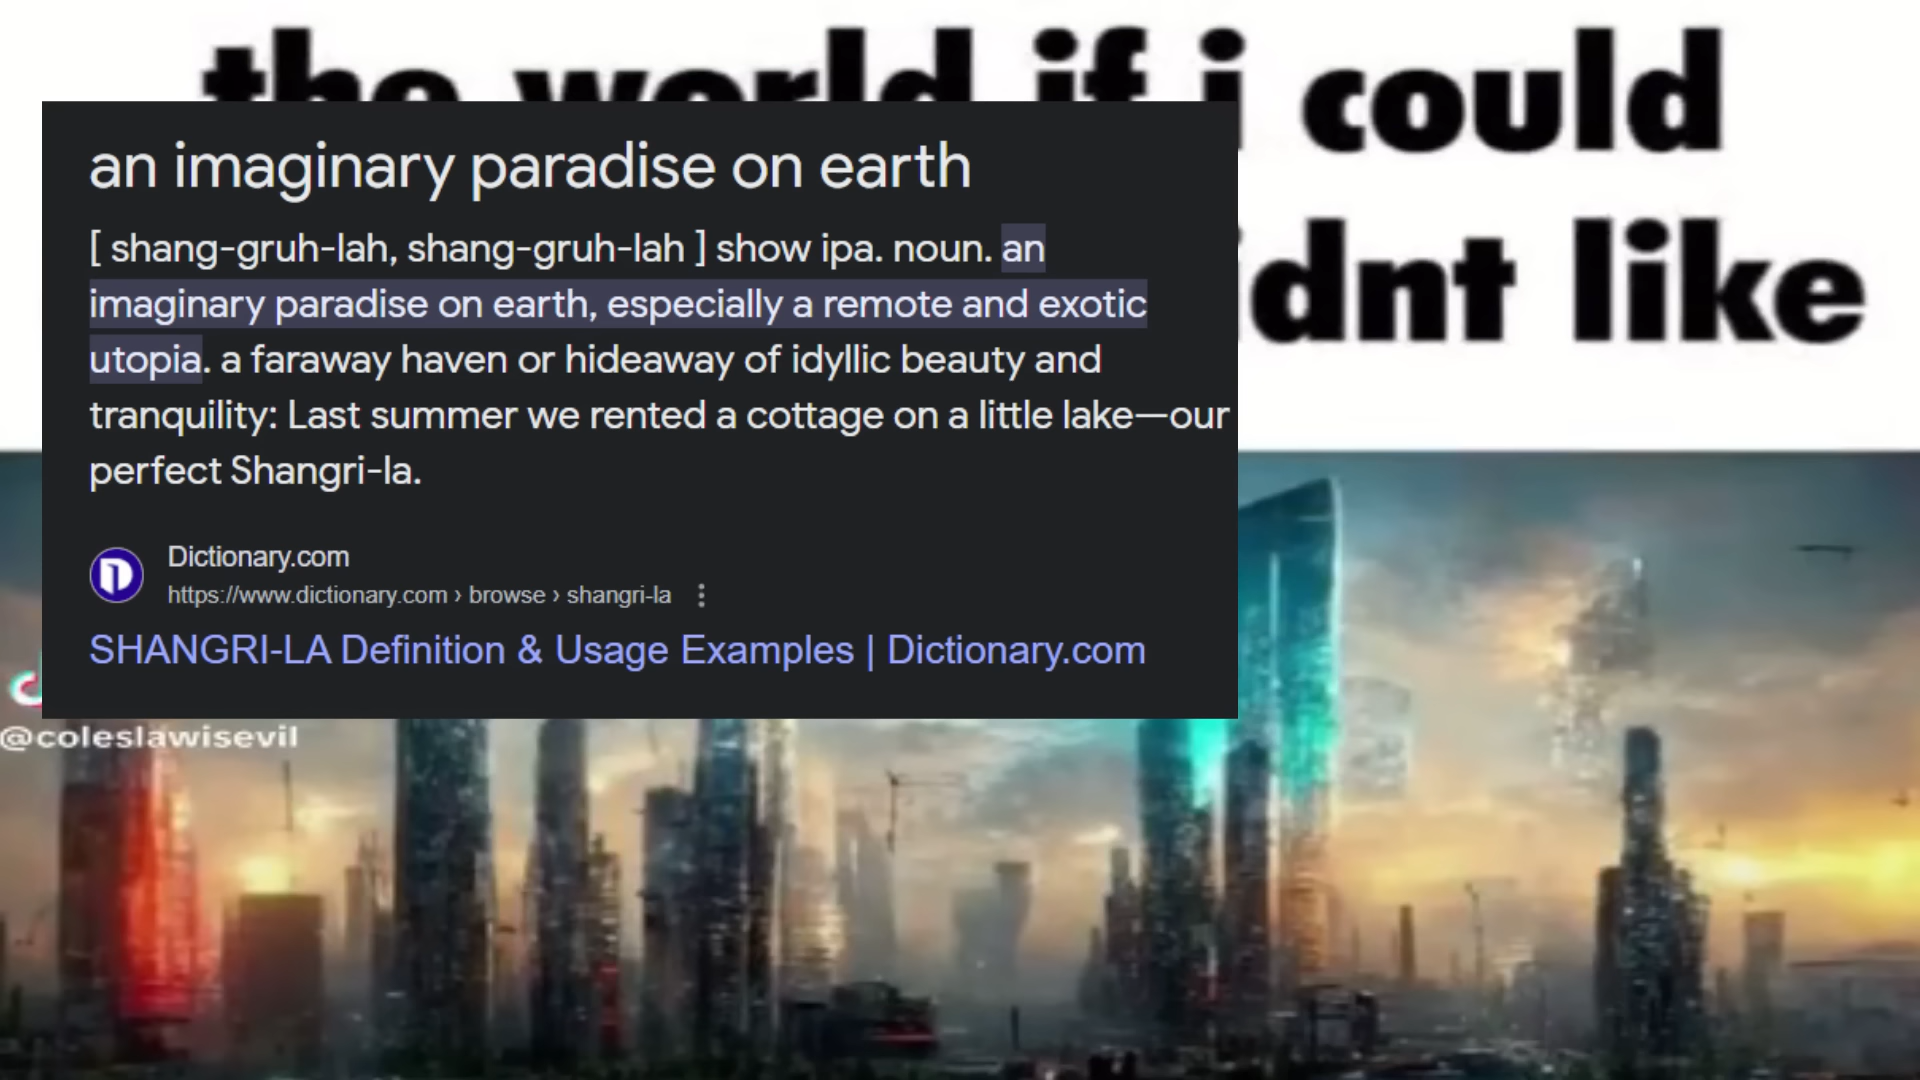 the world if i could
an imaginary paradise on earth
[ shang-gruh-lah, shang-gruh-lah ] show ipa. noun. an
imaginary paradise on earth, especially a remote and exotic
utopia. a faraway haven or hideaway of idyllic beauty and
tranquility: Last summer we rented a cottage on a little lake—our
perfect Shangri-la.
like
Dictionary.com
https://www.dictionary.com › browse › shangri-la
SHANGRI-LA Definition & Usage Examples | Dictionary.com
@coleslawisevil